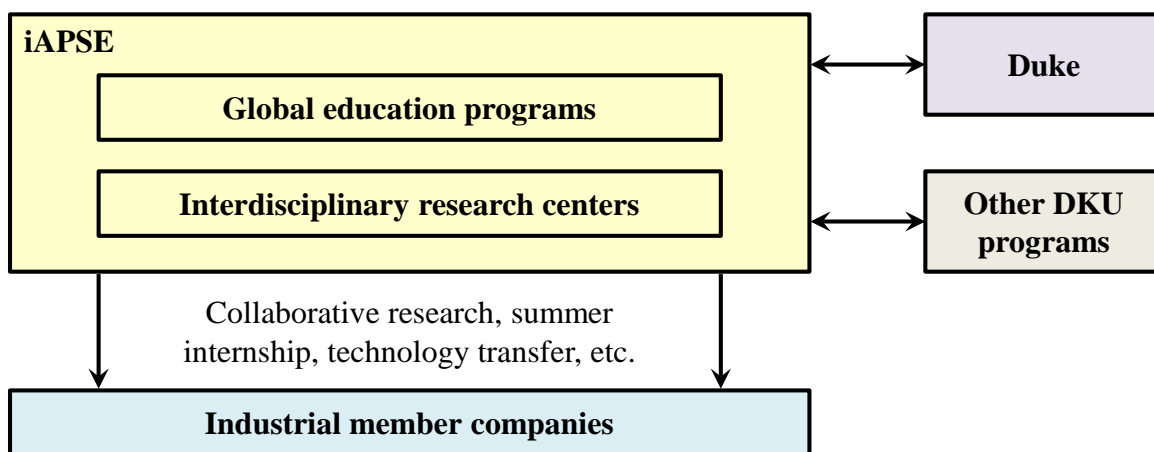 iAPSE
Global education programs
Interdisciplinary research centers
Duke
Other DKU
programs
Collaborative research, summer
internship, technology transfer, etc.
Industrial member companies